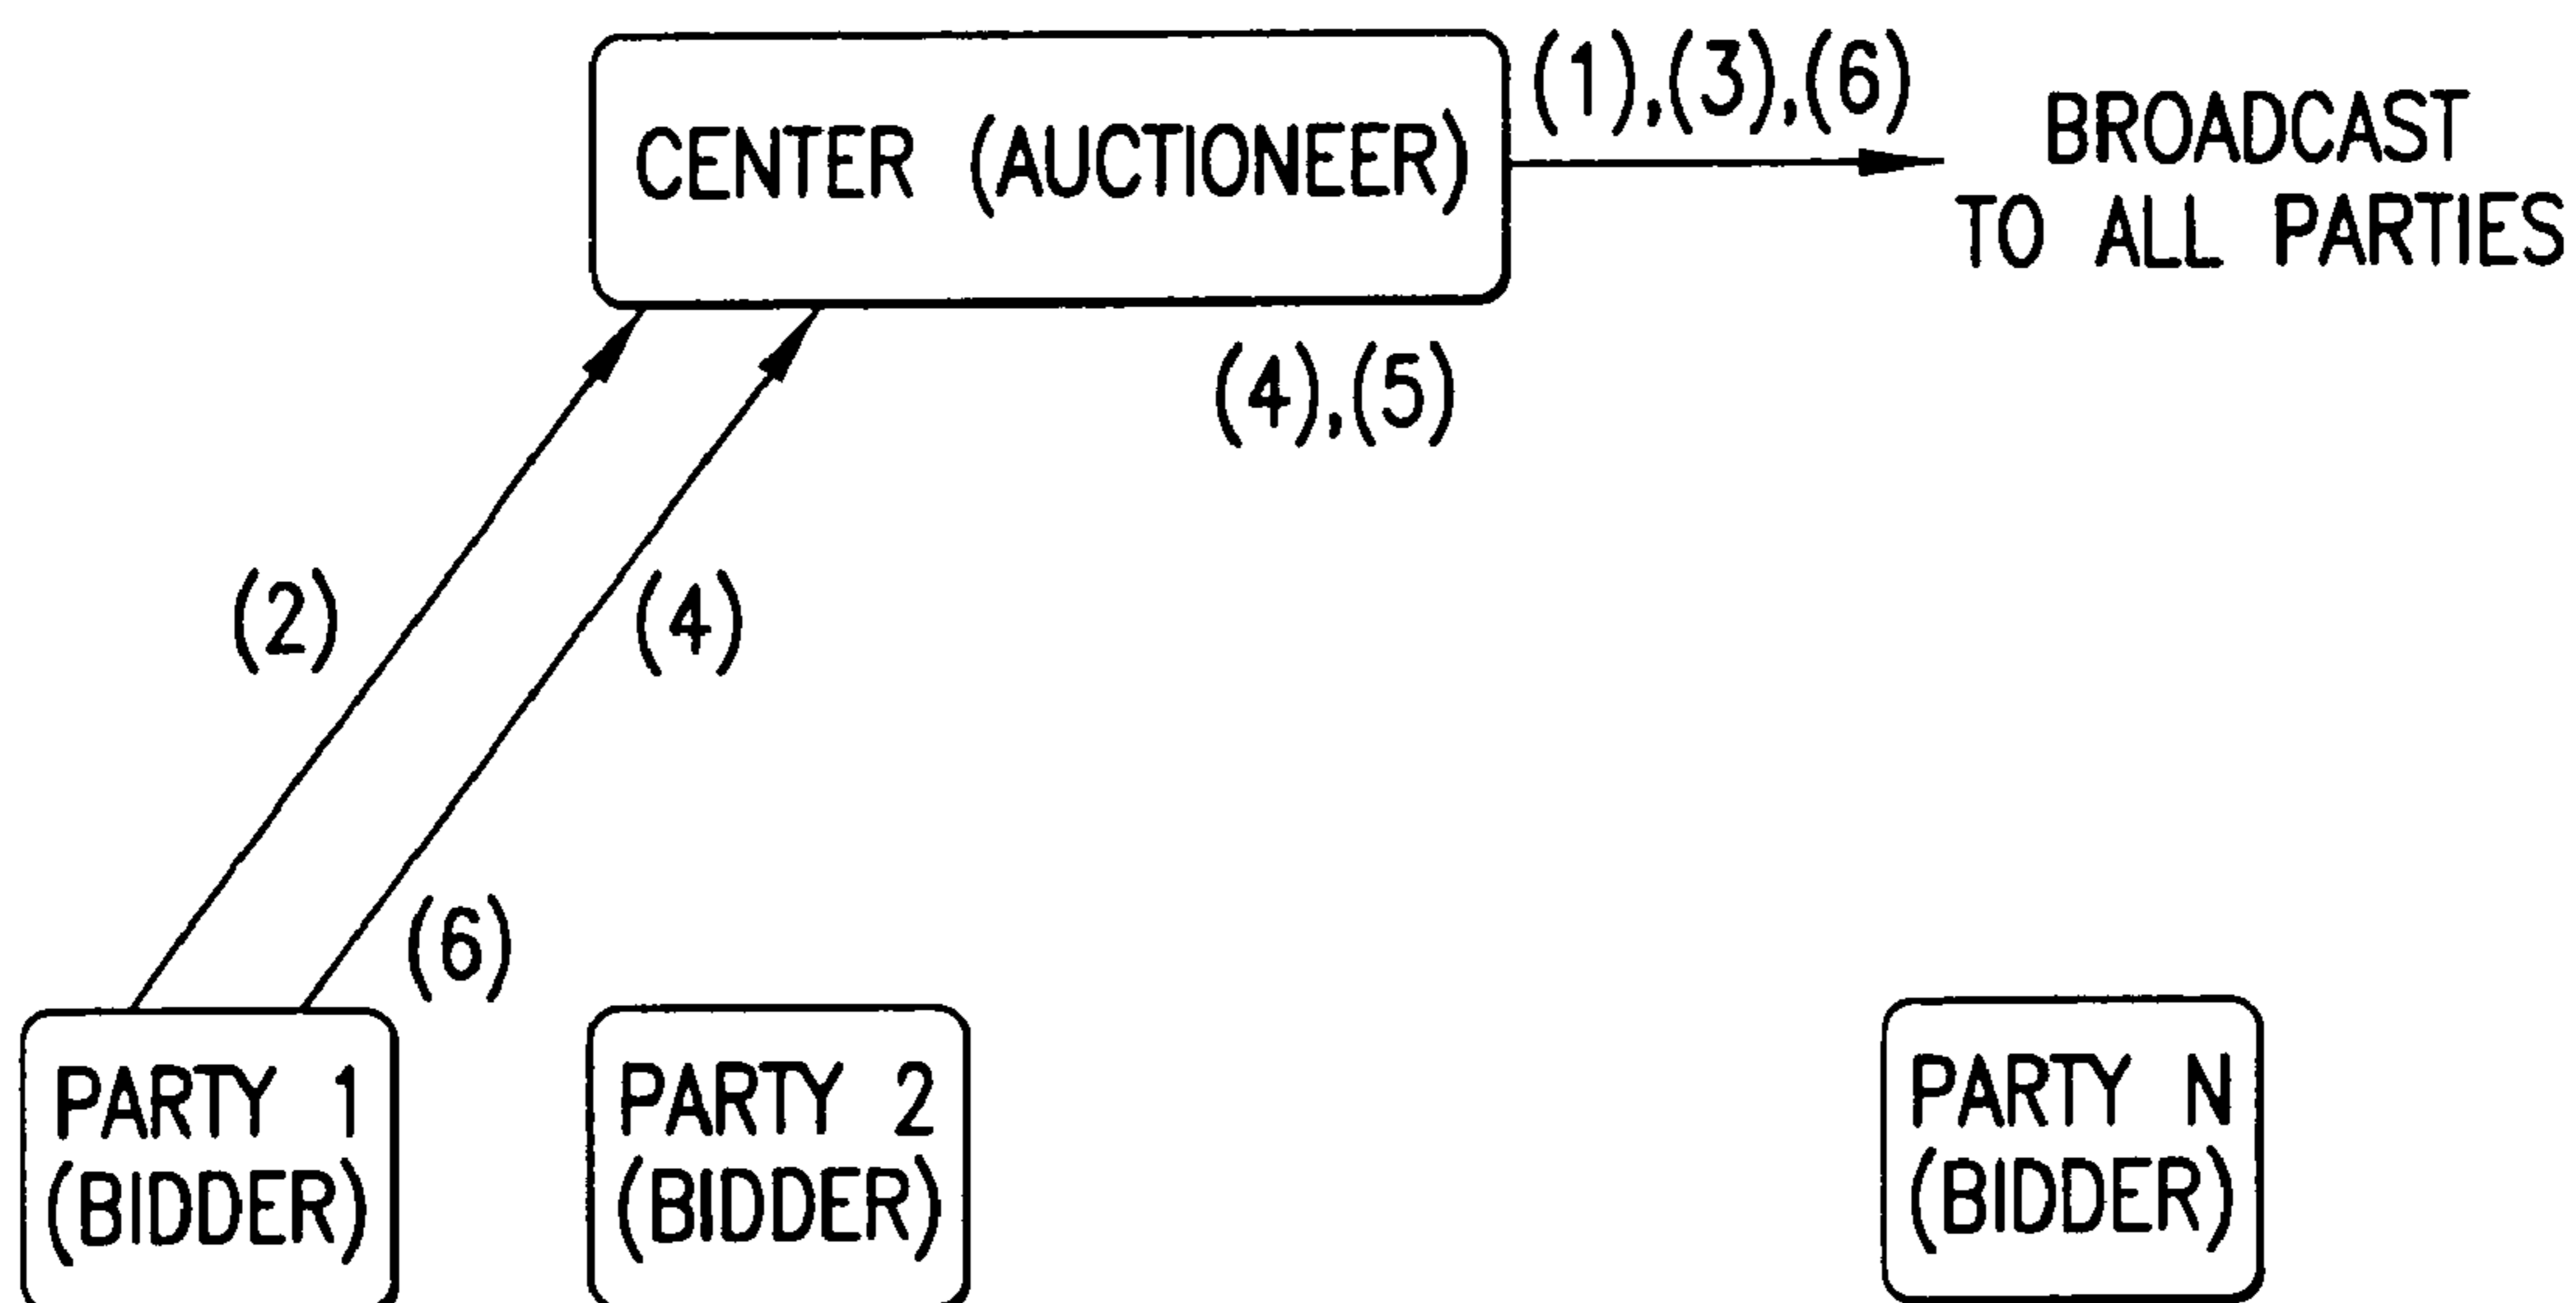 CENTER (AUCTIONEER)
(1),(3),(6)
BROADCAST
TO ALL PARTIES
(4),(5)
(2)
(4)
(6)
PARTY 1
(BIDDER)
PARTY 2
(BIDDER)
PARTY N
(BIDDER)